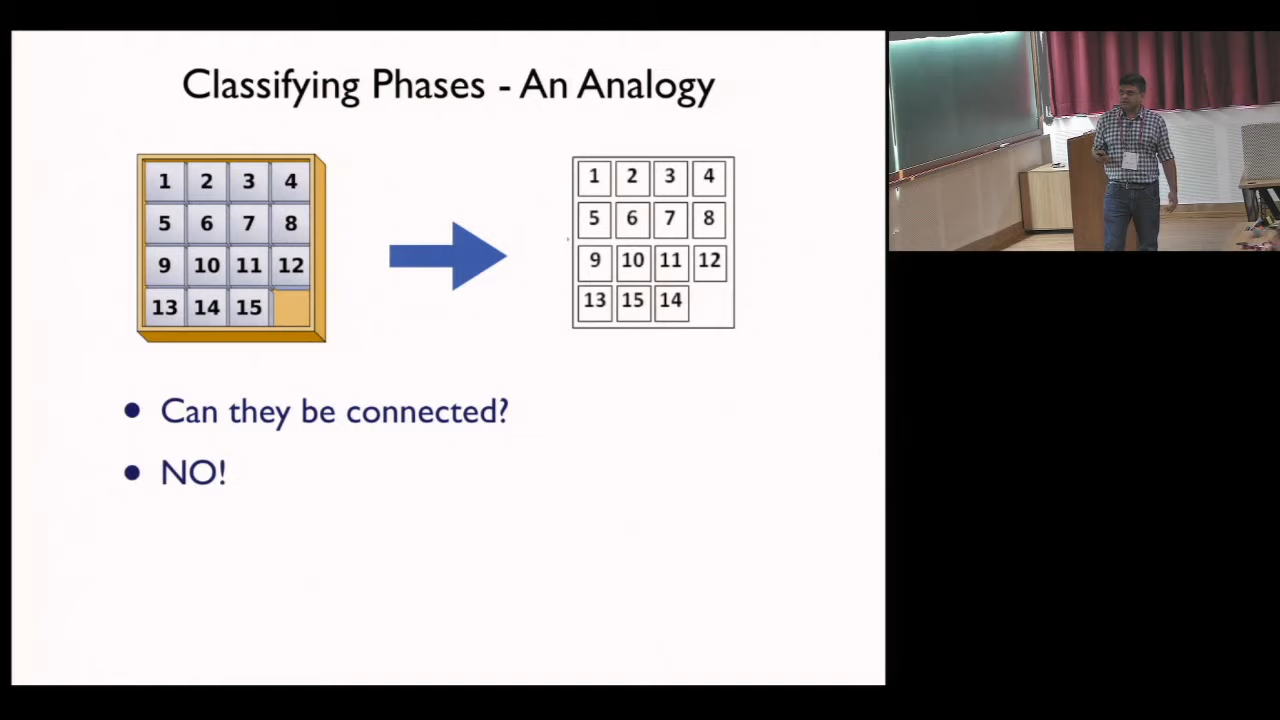 Classifying Phases - An Analogy
1 2 3 4
5 6 7 8
9 10 11 12
13 14 15
1 2 3 4
5 6 7 8
9 10 11 12
13 15 14
• Can they be connected?
• NO!